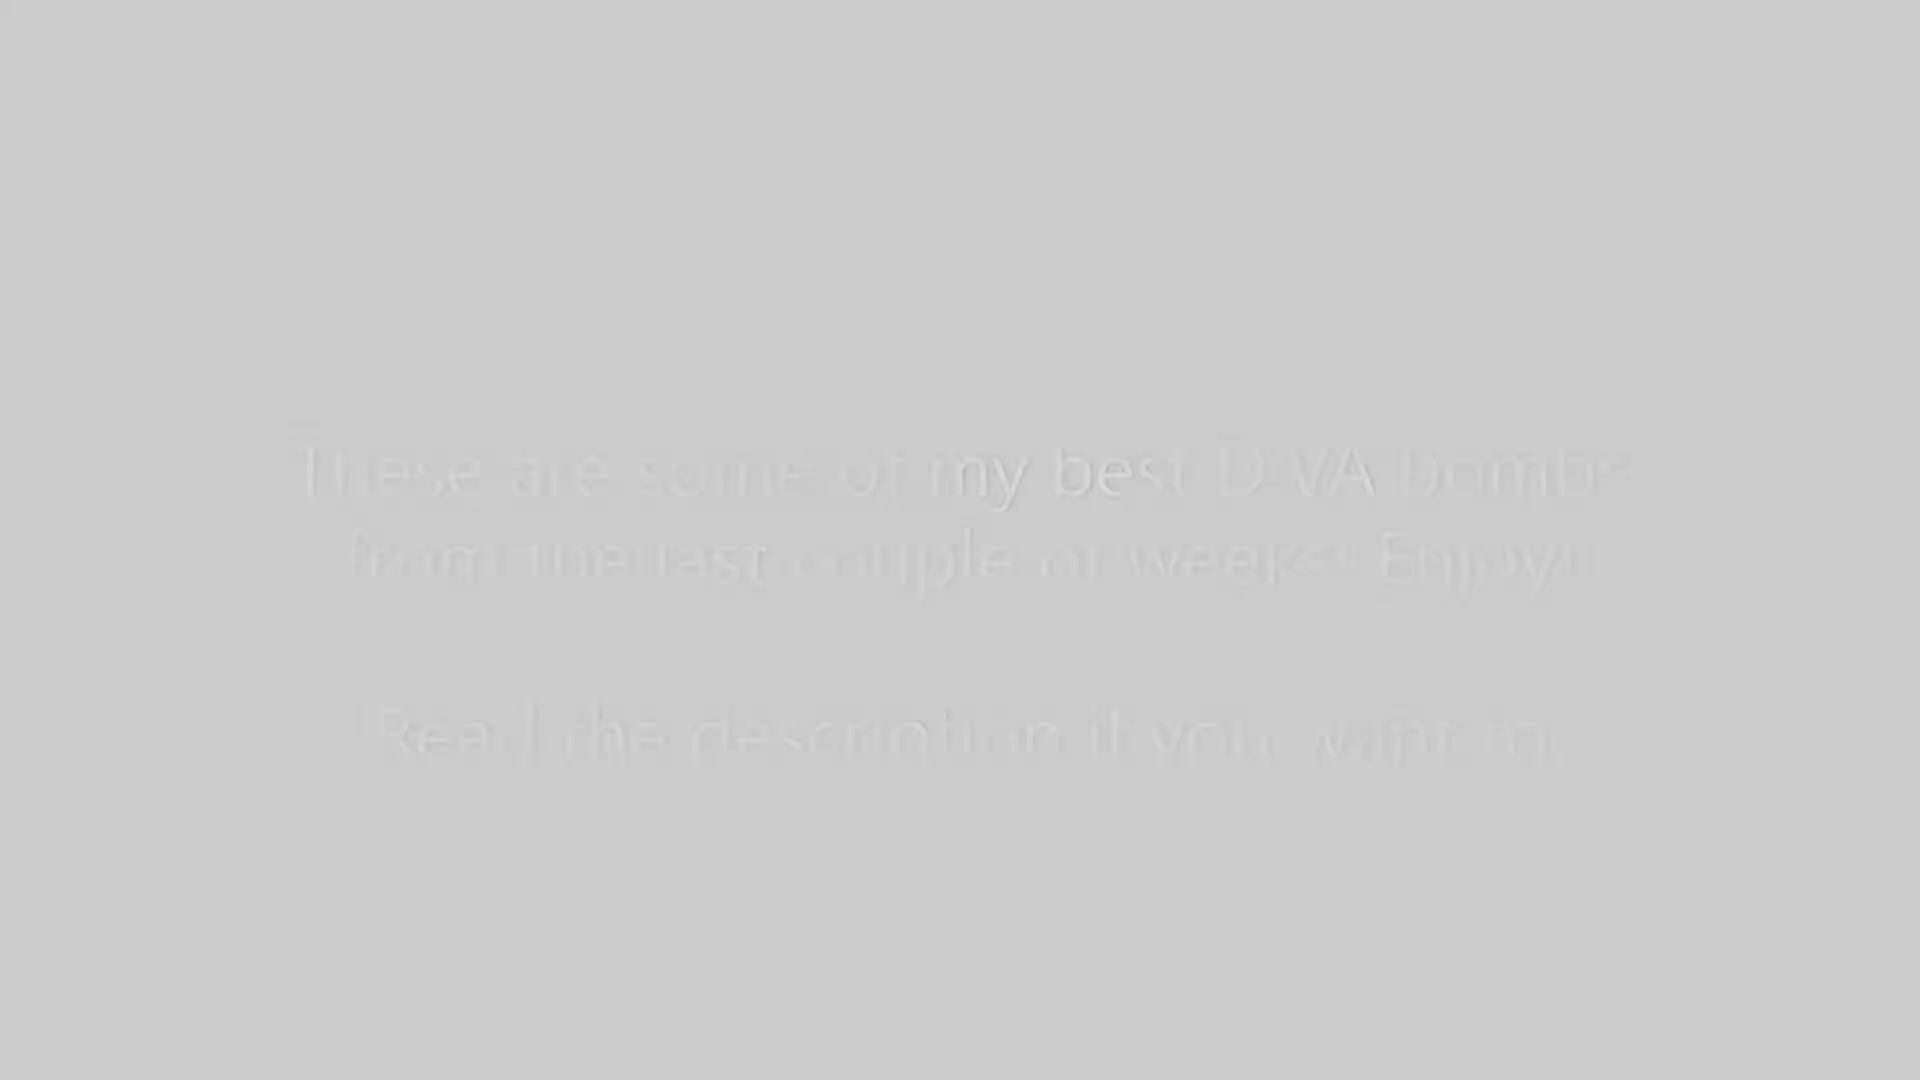 These are some of my best D.VA bombs
from the last couple of weeks! Enjoy!!
Read the description if you want to.